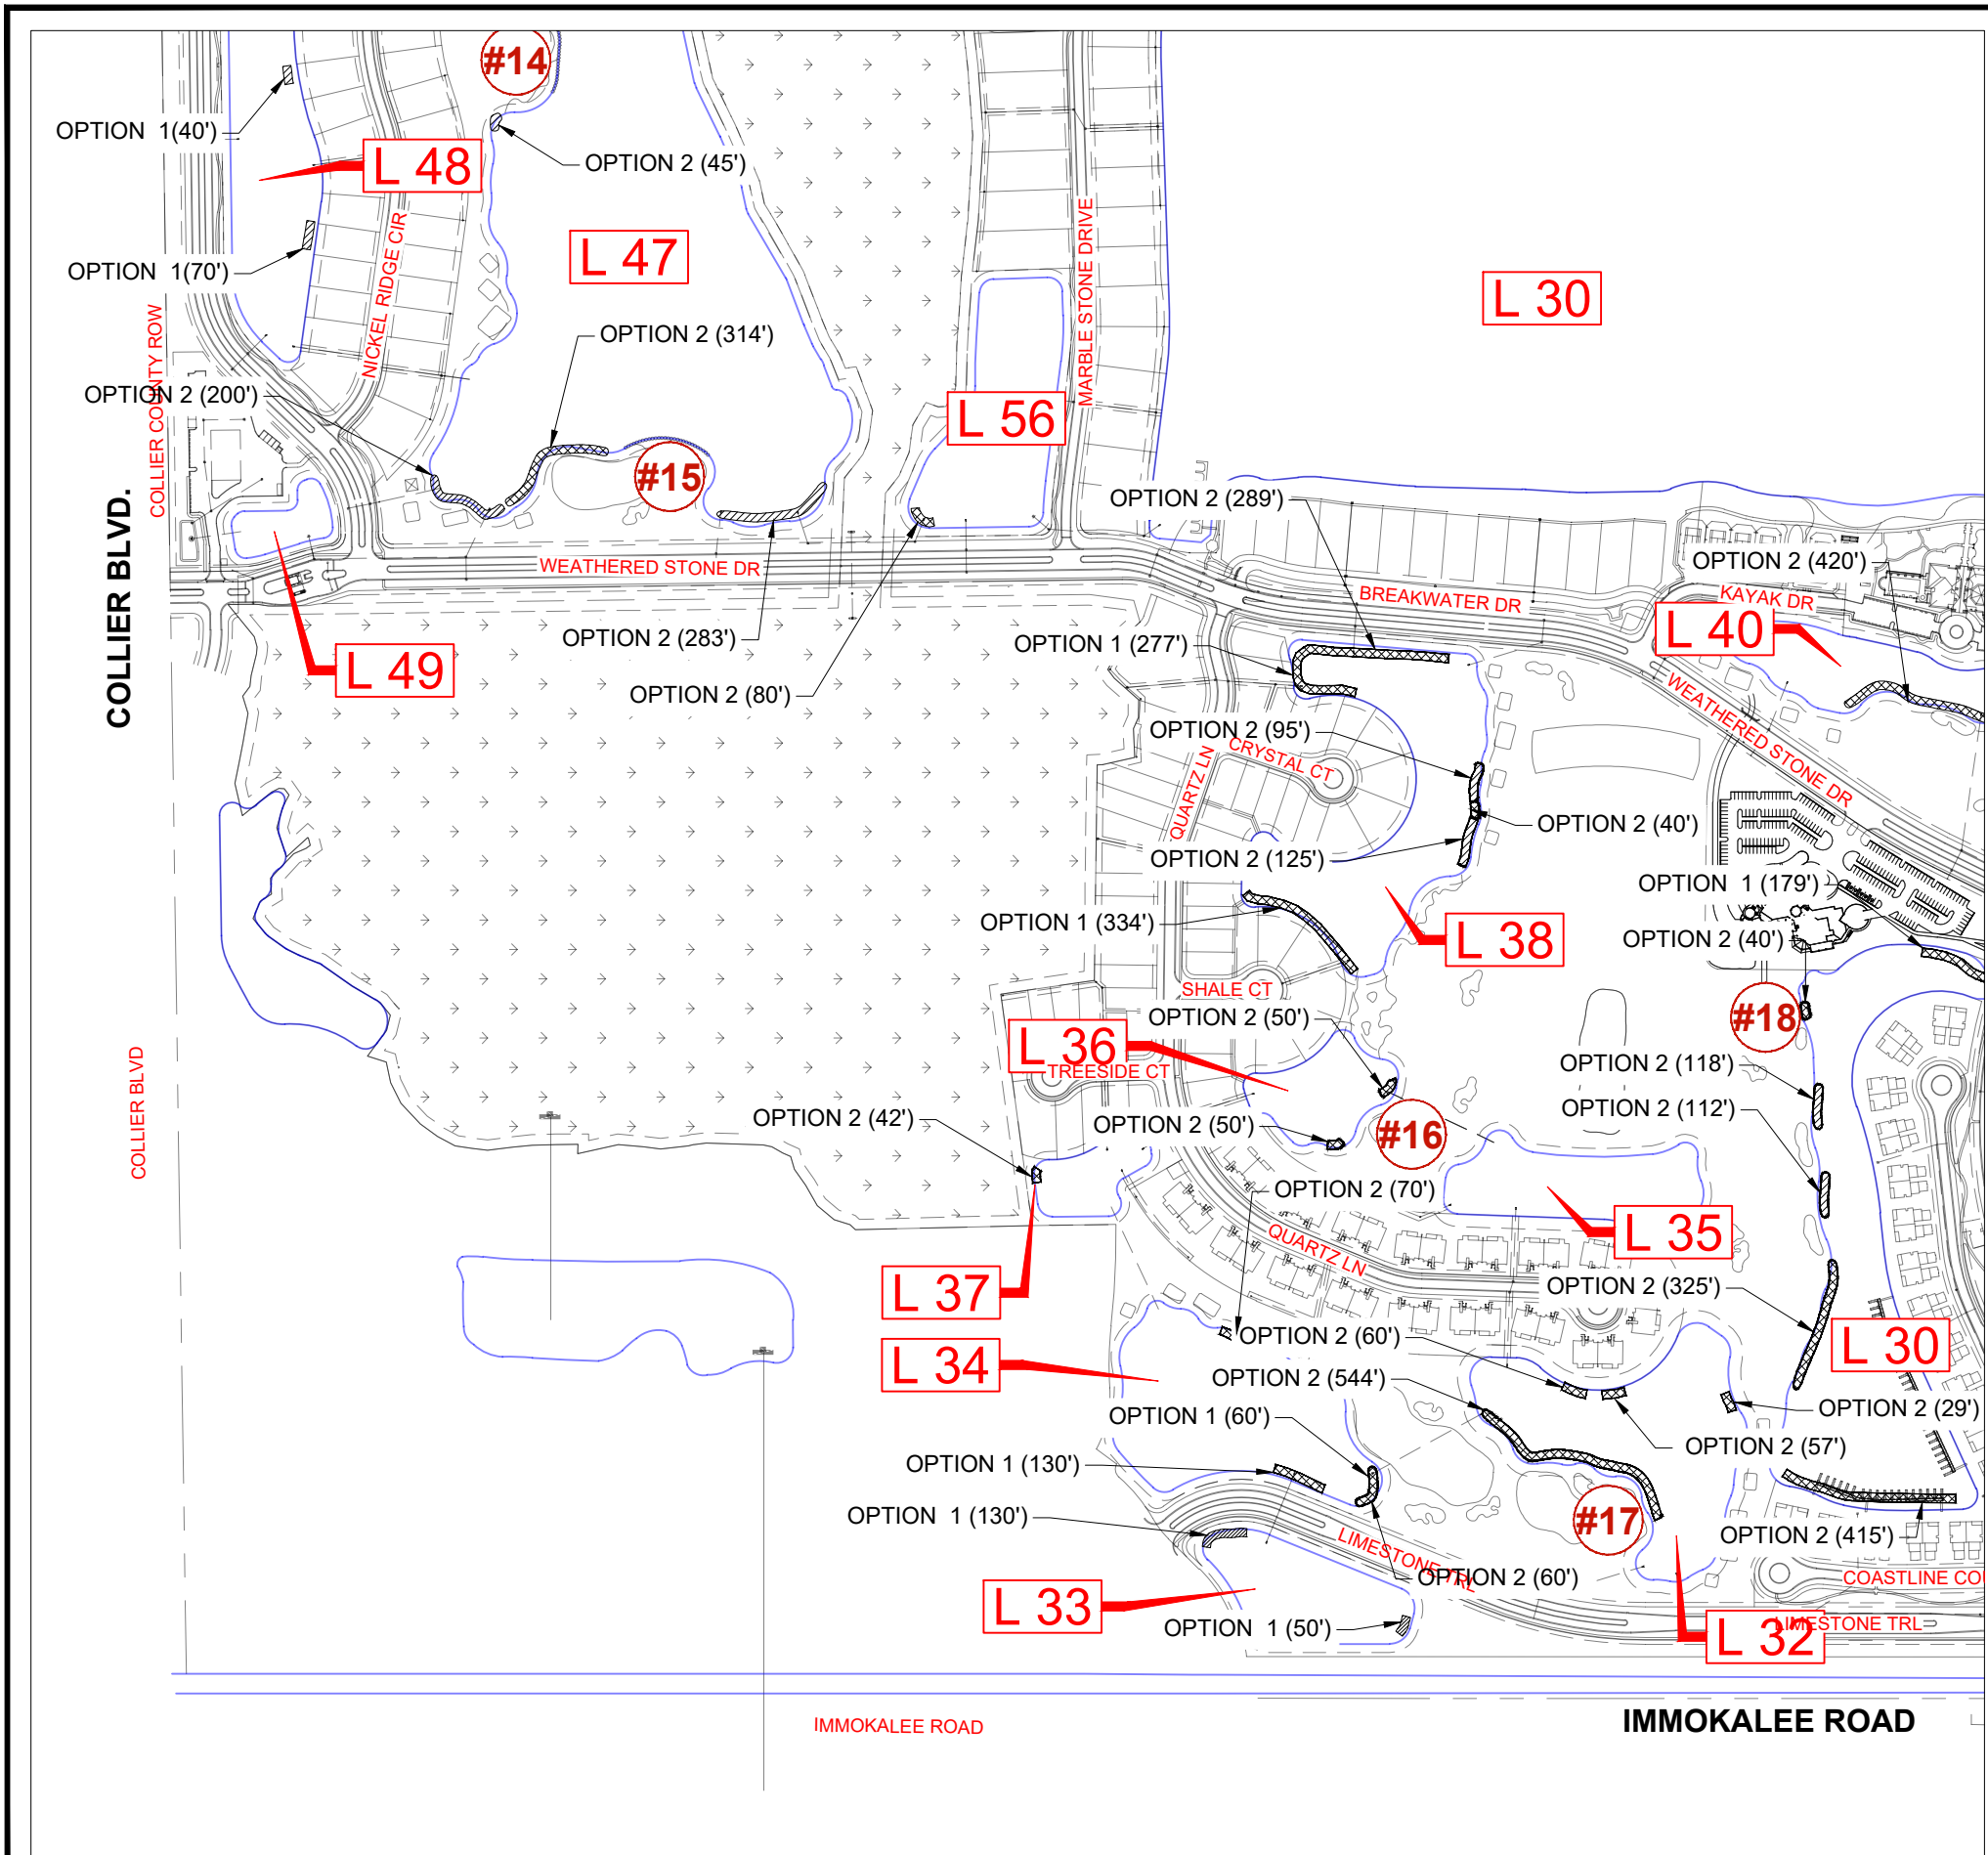 #14
OPTION 1(40')
L 48
OPTION 2 (45')
L 47
NICKEL RIDGE CIR
OPTION 1(70')
COLLIER COUNTY ROW
OPTION 2 (314')
OPTION 2 (200')
MARBLE STONE DRIVE
L 30
L 56
#15
OPTION 2 (289')
COLLIER BLVD.
WEATHERED STONE DR
OPTION 2 (420')
BREAKWATER DR
KAYAK DR
OPTION 2 (283')
OPTION 1 (277')
L 40
L 49
OPTION 2 (80')
WEATHERED STONE DR
OPTION 2 (95')
CRYSTAL CT
QUARTZ LN
OPTION 2 (40')
OPTION 2 (125')
OPTION 1 (179')
OPTION 1 (334')
L 38
OPTION 2 (40')
SHALE CT
OPTION 2 (50')
#18
L 36
TREESIDE CT
OPTION 2 (118')
COLLIER BLVD
OPTION 2 (42')
OPTION 2 (50')
#16
OPTION 2 (112')
OPTION 2 (70')
L 35
QUARTZ LN
L 37
OPTION 2 (325')
OPTION 2 (60')
L 30
L 34
OPTION 2 (544')
OPTION 1 (60')
OPTION 2 (29')
OPTION 2 (57')
OPTION 1 (130')
OPTION 1 (130')
#17
OPTION 2 (415')
LIMESTONE TRL
OPTION 2 (60')
COASTLINE CO
L 33
OPTION 1 (50')
L 32
LIMESTONE TRL
IMMOKALEE ROAD
IMMOKALEE ROAD